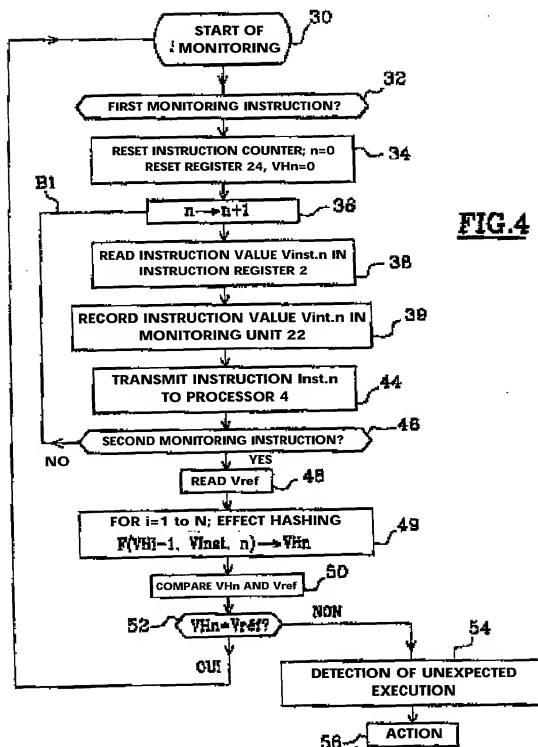 START OF
MONITORING
30
FIRST MONITORING INSTRUCTION?
32
RESET INSTRUCTION COUNTER; n=0
RESET REGISTER 24, VHn=0
34
B1
n→n+1
36
FIG.4
READ INSTRUCTION VALUE Vinst.n IN
INSTRUCTION REGISTER 2
38
RECORD INSTRUCTION VALUE Vint.n IN
MONITORING UNIT 22
39
TRANSMIT INSTRUCTION Inst.n
TO PROCESSOR 4
44
SECOND MONITORING INSTRUCTION?
46
NO
YES
READ Vref
48
FOR i=1 to N; EFFECT HASHING
F(VHi-1, VInst, n)→VHn
49
COMPARE VHn AND Vref
50
52
VHn=Vref?
NON
OUI
54
DETECTION OF UNEXPECTED
EXECUTION
ACTION
56